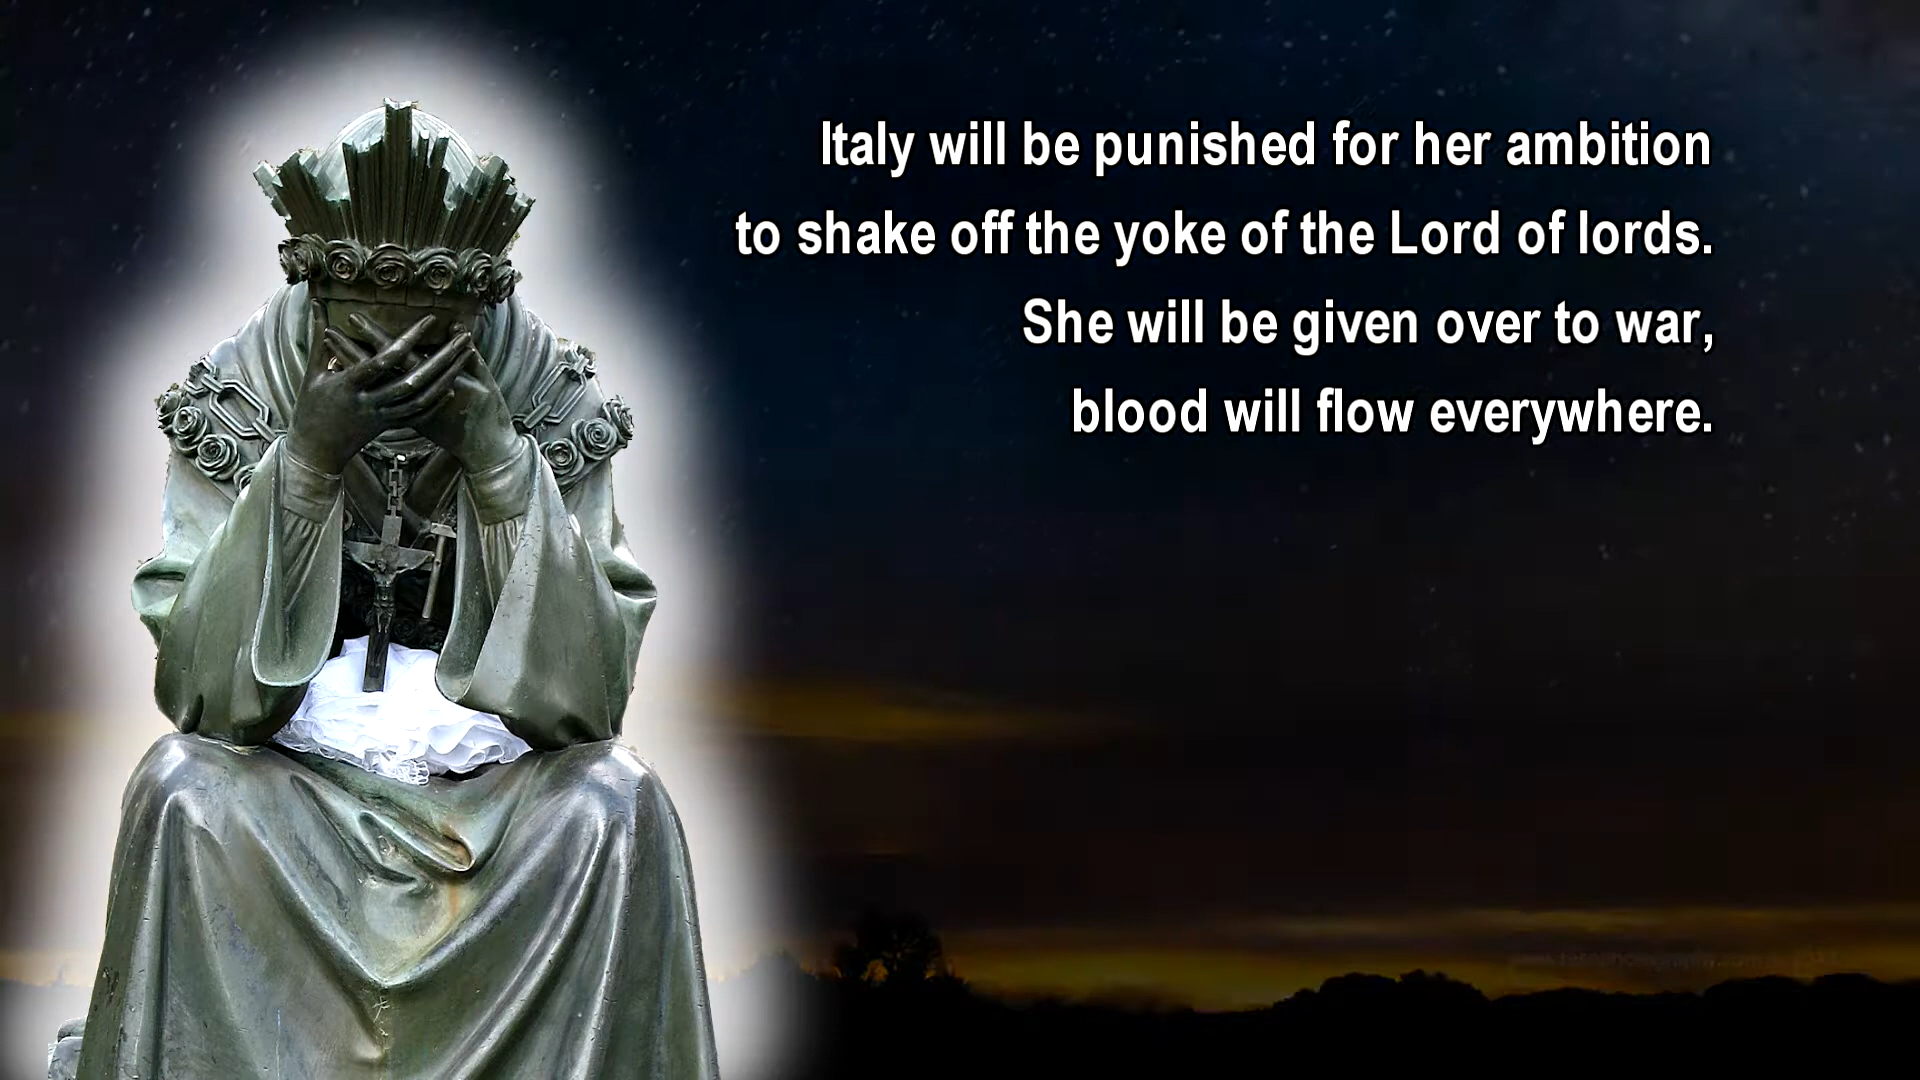 Italy will be punished for her ambition
to shake off the yoke of the Lord of lords.
She will be given over to war,
blood will flow everywhere.